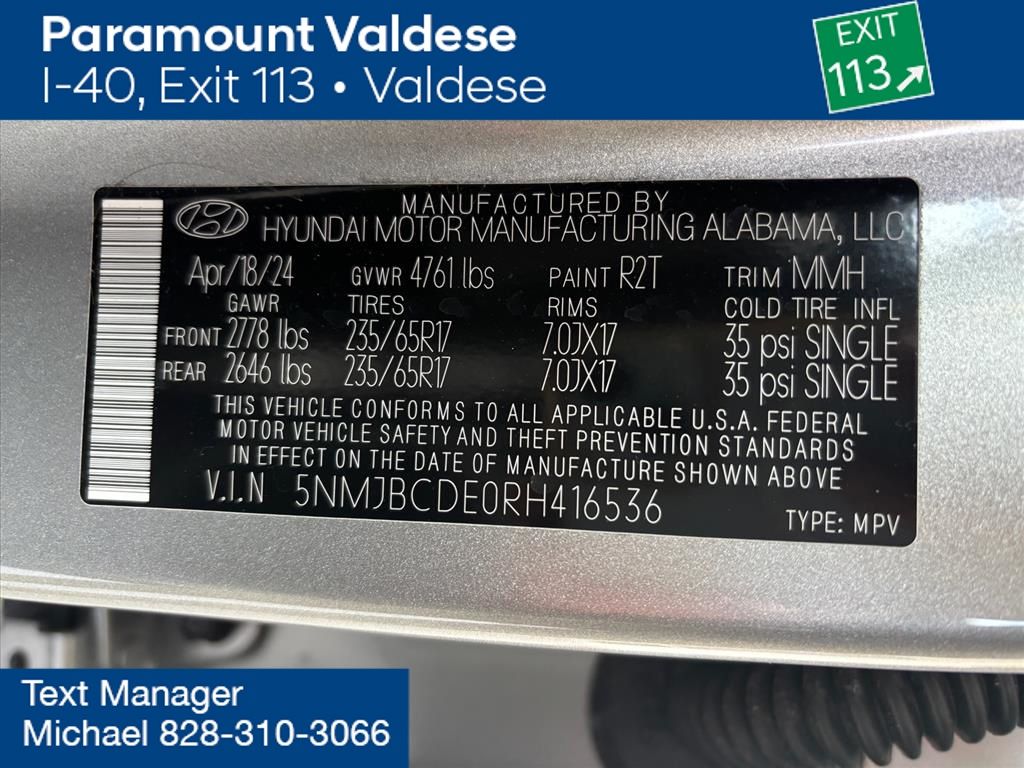 Paramount Valdese
I-40, Exit 113 • Valdese
EXIT
113
MANUFACTURED BY
HYUNDAI MOTOR MANUFACTURING ALABAMA, LLC
Apr/18/24 GVWR 4761 lbs PAINT R2T TRIM MMH
GAWR TIRES RIMS COLD TIRE INFL
FRONT 2778 lbs 235/65R17 7.0JX17 35 psi SINGLE
REAR 2646 lbs 235/65R17 7.0JX17 35 psi SINGLE
THIS VEHICLE CONFORMS TO ALL APPLICABLE U.S.A. FEDERAL
MOTOR VEHICLE SAFETY AND THEFT PREVENTION STANDARDS
IN EFFECT ON THE DATE OF MANUFACTURE SHOWN ABOVE
V.I.N 5NMJBCDE0RH416536
TYPE: MPV
Text Manager
Michael 828-310-3066